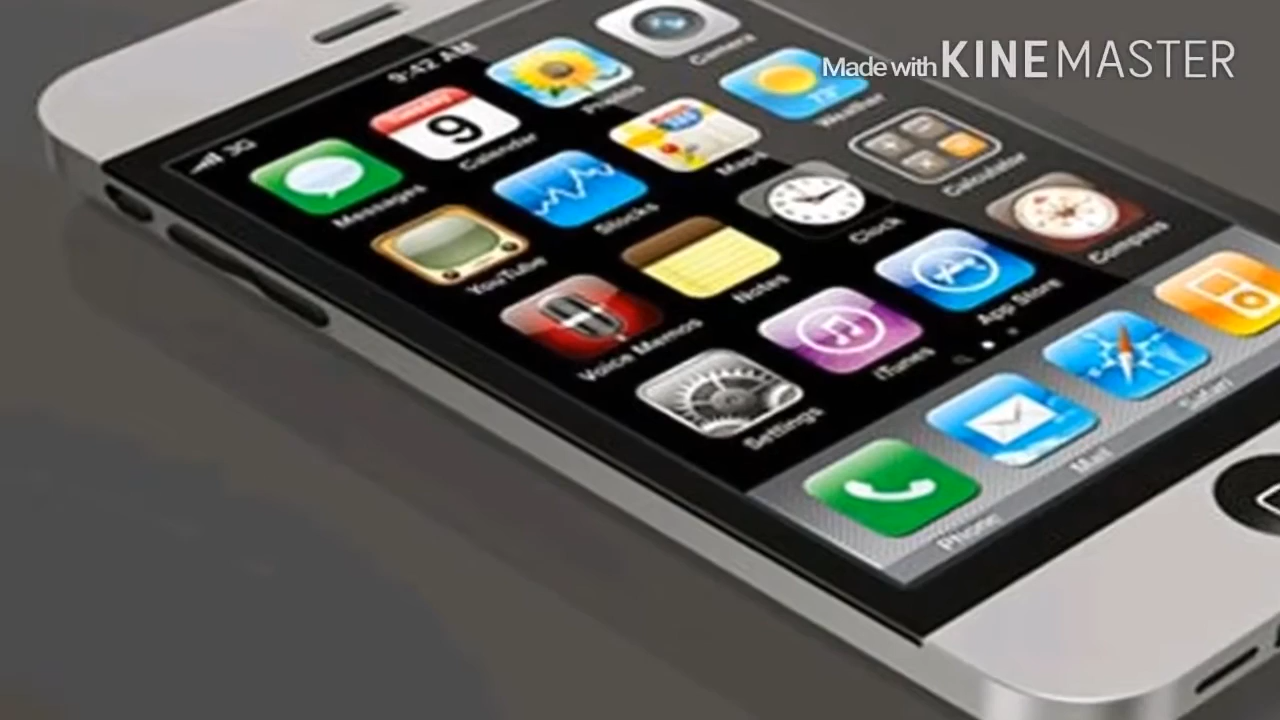 Made with KINEMASTER
9:42 AM
3G
Camera
Photos
73°
Weather
9
Calendar
Maps
Calculator
Messages
Stocks
Clock
Compass
YouTube
Notes
App Store
Voice Memos
iTunes
Settings
Safari
Mail
Phone